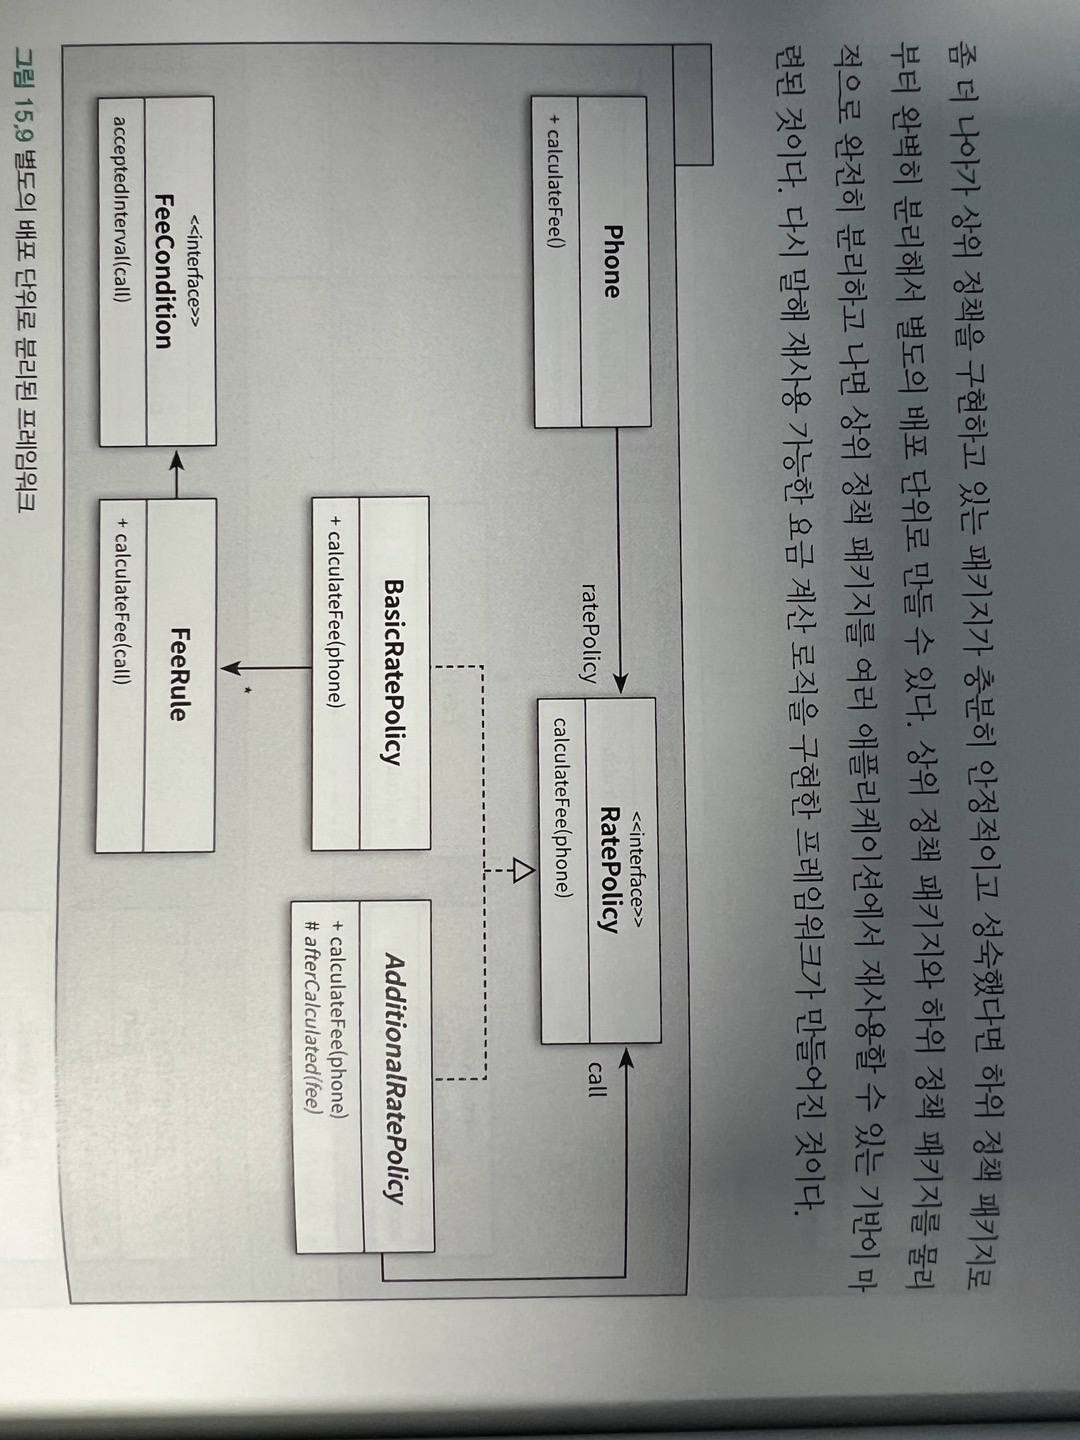 좀 더 나아가 상위 정책을 구현하고 있는 패키지가 충분히 안정적이고 성숙했다면 하위 정책 패키지로
부터 완벽히 분리해서 별도의 배포 단위로 만들 수 있다. 상위 정책 패키지와 하위 정책 패키지를 물리
적으로 완전히 분리하고 나면 상위 정책 패키지를 여러 애플리케이션에서 재사용할 수 있는 기반이 마
련된 것이다. 다시 말해 재사용 가능한 요금 계산 로직을 구현한 프레임워크가 만들어진 것이다.
Phone
+ calculateFee()
ratePolicy
<<interface>>
RatePolicy
calculateFee(phone)
call
BasicRatePolicy
+ calculateFee(phone)
AdditionalRatePolicy
+ calculateFee(phone)
# afterCalculated(fee)
*
<<interface>>
FeeCondition
acceptedInterval(call)
FeeRule
+ calculateFee(call)
그림 15.9 별도의 배포 단위로 분리된 프레임워크